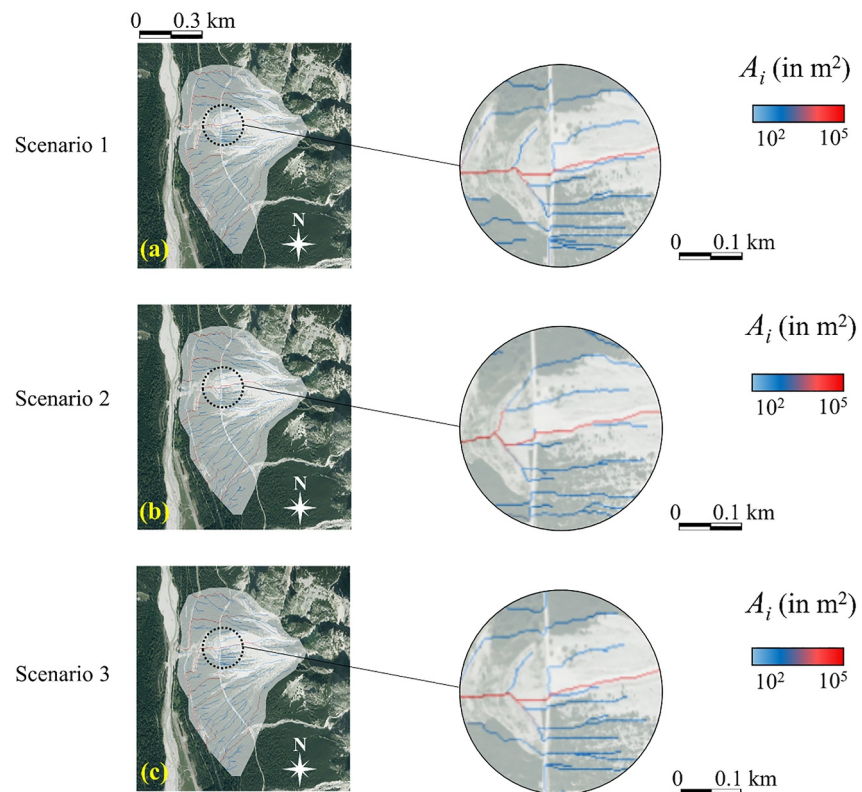 0 0.3 km
Scenario 1
N
(a)
A_i (in m²)
10² 10⁵
0 0.1 km
Scenario 2
N
(b)
A_i (in m²)
10² 10⁵
0 0.1 km
Scenario 3
N
(c)
A_i (in m²)
10² 10⁵
0 0.1 km